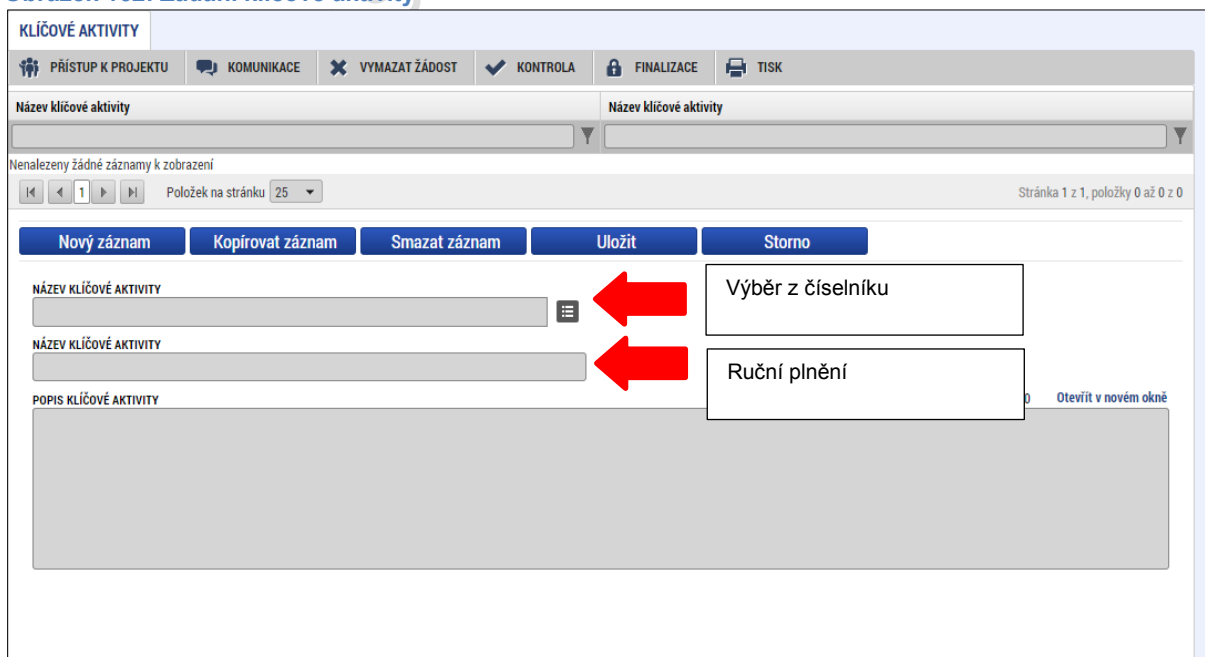 KLÍČOVÉ AKTIVITY
PŘÍSTUP K PROJEKTU KOMUNIKACE VYMAZAT ŽÁDOST KONTROLA FINALIZACE TISK
Název klíčové aktivity Název klíčové aktivity
Nenalezeny žádné záznamy k zobrazení
1 Položek na stránku 25 Stránka 1 z 1, položky 0 až 0 z 0
Nový záznam Kopírovat záznam Smazat záznam Uložit Storno
Výběr z číselníku
NÁZEV KLÍČOVÉ AKTIVITY
NÁZEV KLÍČOVÉ AKTIVITY
Ruční plnění
POPIS KLÍČOVÉ AKTIVITY 0 Otevřít v novém okně